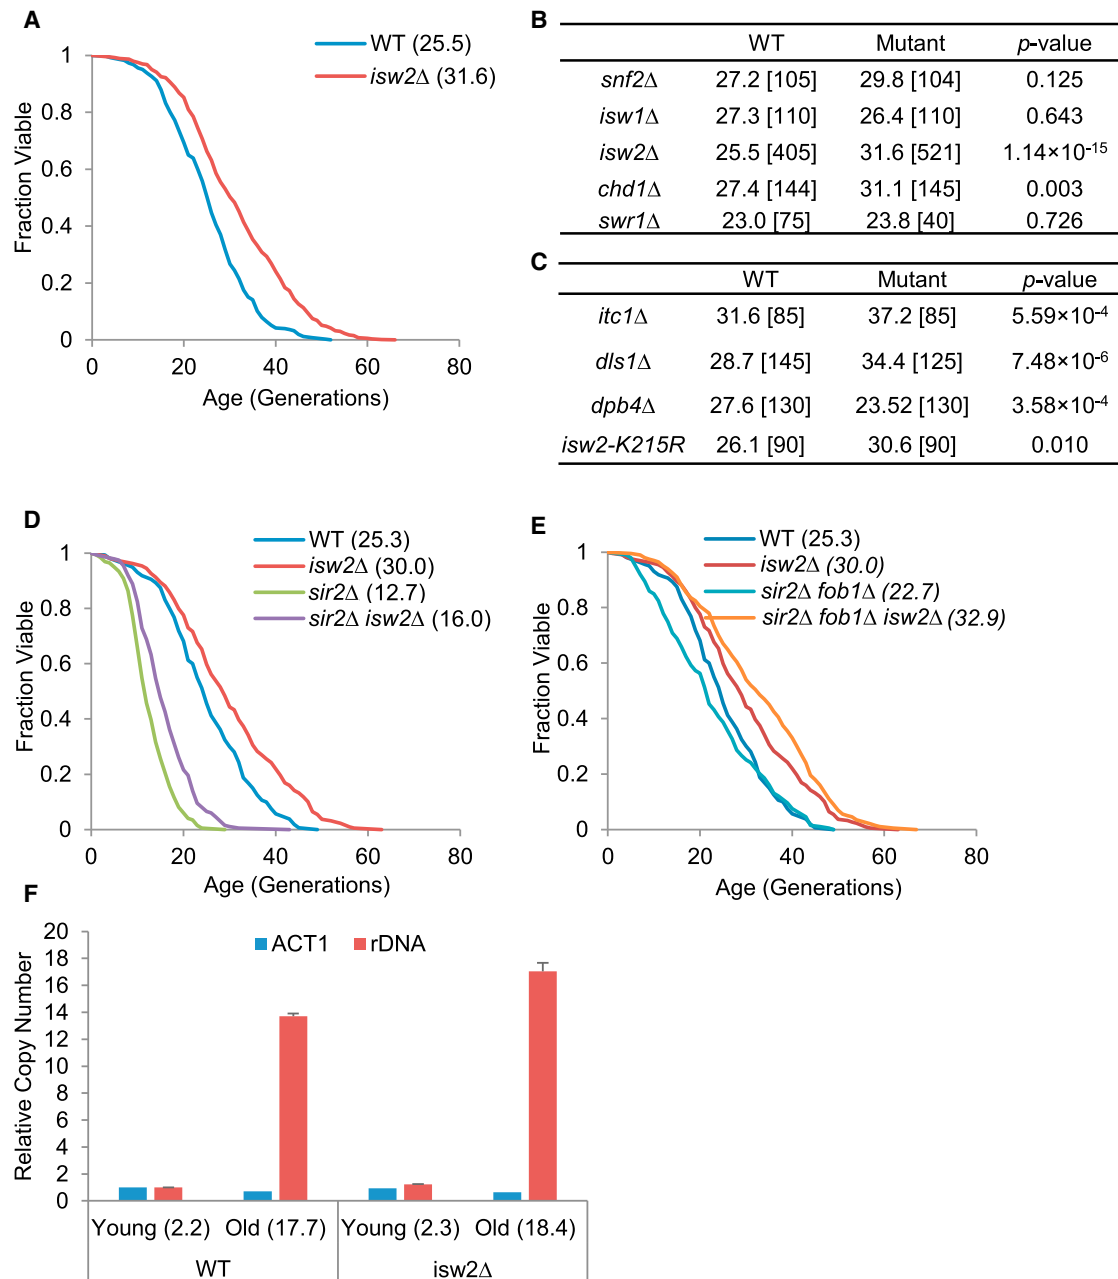 A
WT (25.5)
isw2Δ (31.6)
1
0.8
0.6
0.4
0.2
0
Fraction Viable
0 20 40 60 80
Age (Generations)
B
WT Mutant p-value
snf2Δ 27.2 [105] 29.8 [104] 0.125
isw1Δ 27.3 [110] 26.4 [110] 0.643
isw2Δ 25.5 [405] 31.6 [521] 1.14×10⁻¹⁵
chd1Δ 27.4 [144] 31.1 [145] 0.003
swr1Δ 23.0 [75] 23.8 [40] 0.726
C
WT Mutant p-value
itc1Δ 31.6 [85] 37.2 [85] 5.59×10⁻⁴
dls1Δ 28.7 [145] 34.4 [125] 7.48×10⁻⁶
dpb4Δ 27.6 [130] 23.52 [130] 3.58×10⁻⁴
isw2-K215R 26.1 [90] 30.6 [90] 0.010
D
WT (25.3)
isw2Δ (30.0)
sir2Δ (12.7)
sir2Δ isw2Δ (16.0)
1
0.8
0.6
0.4
0.2
0
Fraction Viable
0 20 40 60 80
Age (Generations)
E
WT (25.3)
isw2Δ (30.0)
sir2Δ fob1Δ (22.7)
sir2Δ fob1Δ isw2Δ (32.9)
1
0.8
0.6
0.4
0.2
0
Fraction Viable
0 20 40 60 80
Age (Generations)
F
ACT1 rDNA
20
18
16
14
12
10
8
6
4
2
0
Relative Copy Number
Young (2.2) Old (17.7) Young (2.3) Old (18.4)
WT isw2Δ